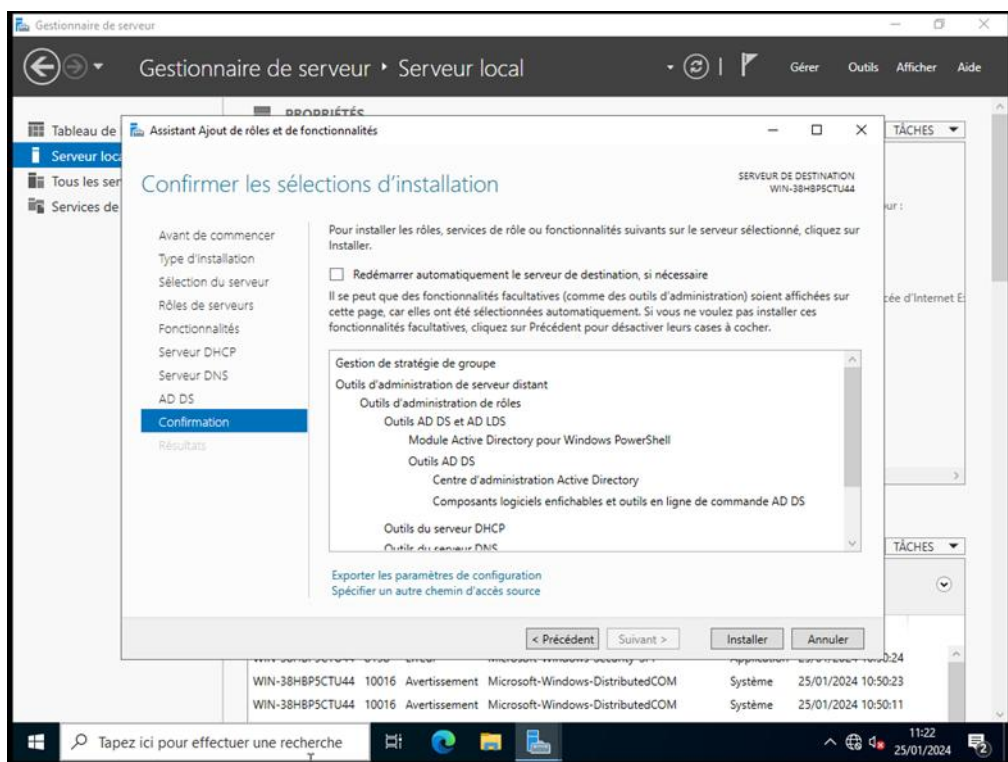 Gestionnaire de serveur
Gestionnaire de serveur • Serveur local
Gérer Outils Afficher Aide
PROPRIÉTÉS
Tableau de
Serveur loca
Tous les ser
Services de
TÂCHES
Assistant Ajout de rôles et de fonctionnalités
Confirmer les sélections d'installation
SERVEUR DE DESTINATION
WIN-38HBP5CTU44
Avant de commencer
Type d'installation
Sélection du serveur
Rôles de serveurs
Fonctionnalités
Serveur DHCP
Serveur DNS
AD DS
Confirmation
Résultats
Pour installer les rôles, services de rôle ou fonctionnalités suivants sur le serveur sélectionné, cliquez sur
Installer.
Redémarrer automatiquement le serveur de destination, si nécessaire
Il se peut que des fonctionnalités facultatives (comme des outils d'administration) soient affichées sur
cette page, car elles ont été sélectionnées automatiquement. Si vous ne voulez pas installer ces
fonctionnalités facultatives, cliquez sur Précédent pour désactiver leurs cases à cocher.
Gestion de stratégie de groupe
Outils d'administration de serveur distant
Outils d'administration de rôles
Outils AD DS et AD LDS
Module Active Directory pour Windows PowerShell
Outils AD DS
Centre d'administration Active Directory
Composants logiciels enfichables et outils en ligne de commande AD DS
Outils du serveur DHCP
Outils du serveur DNS
Exporter les paramètres de configuration
Spécifier un autre chemin d'accès source
< Précédent Suivant > Installer Annuler
ur :
cée d'Internet E:
TÂCHES
WIN-38HBP5CTU44 10016 Avertissement Microsoft-Windows-DistributedCOM Système 25/01/2024 10:50:23
WIN-38HBP5CTU44 10016 Avertissement Microsoft-Windows-DistributedCOM Système 25/01/2024 10:50:11
Tapez ici pour effectuer une recherche
11:22
25/01/2024
2